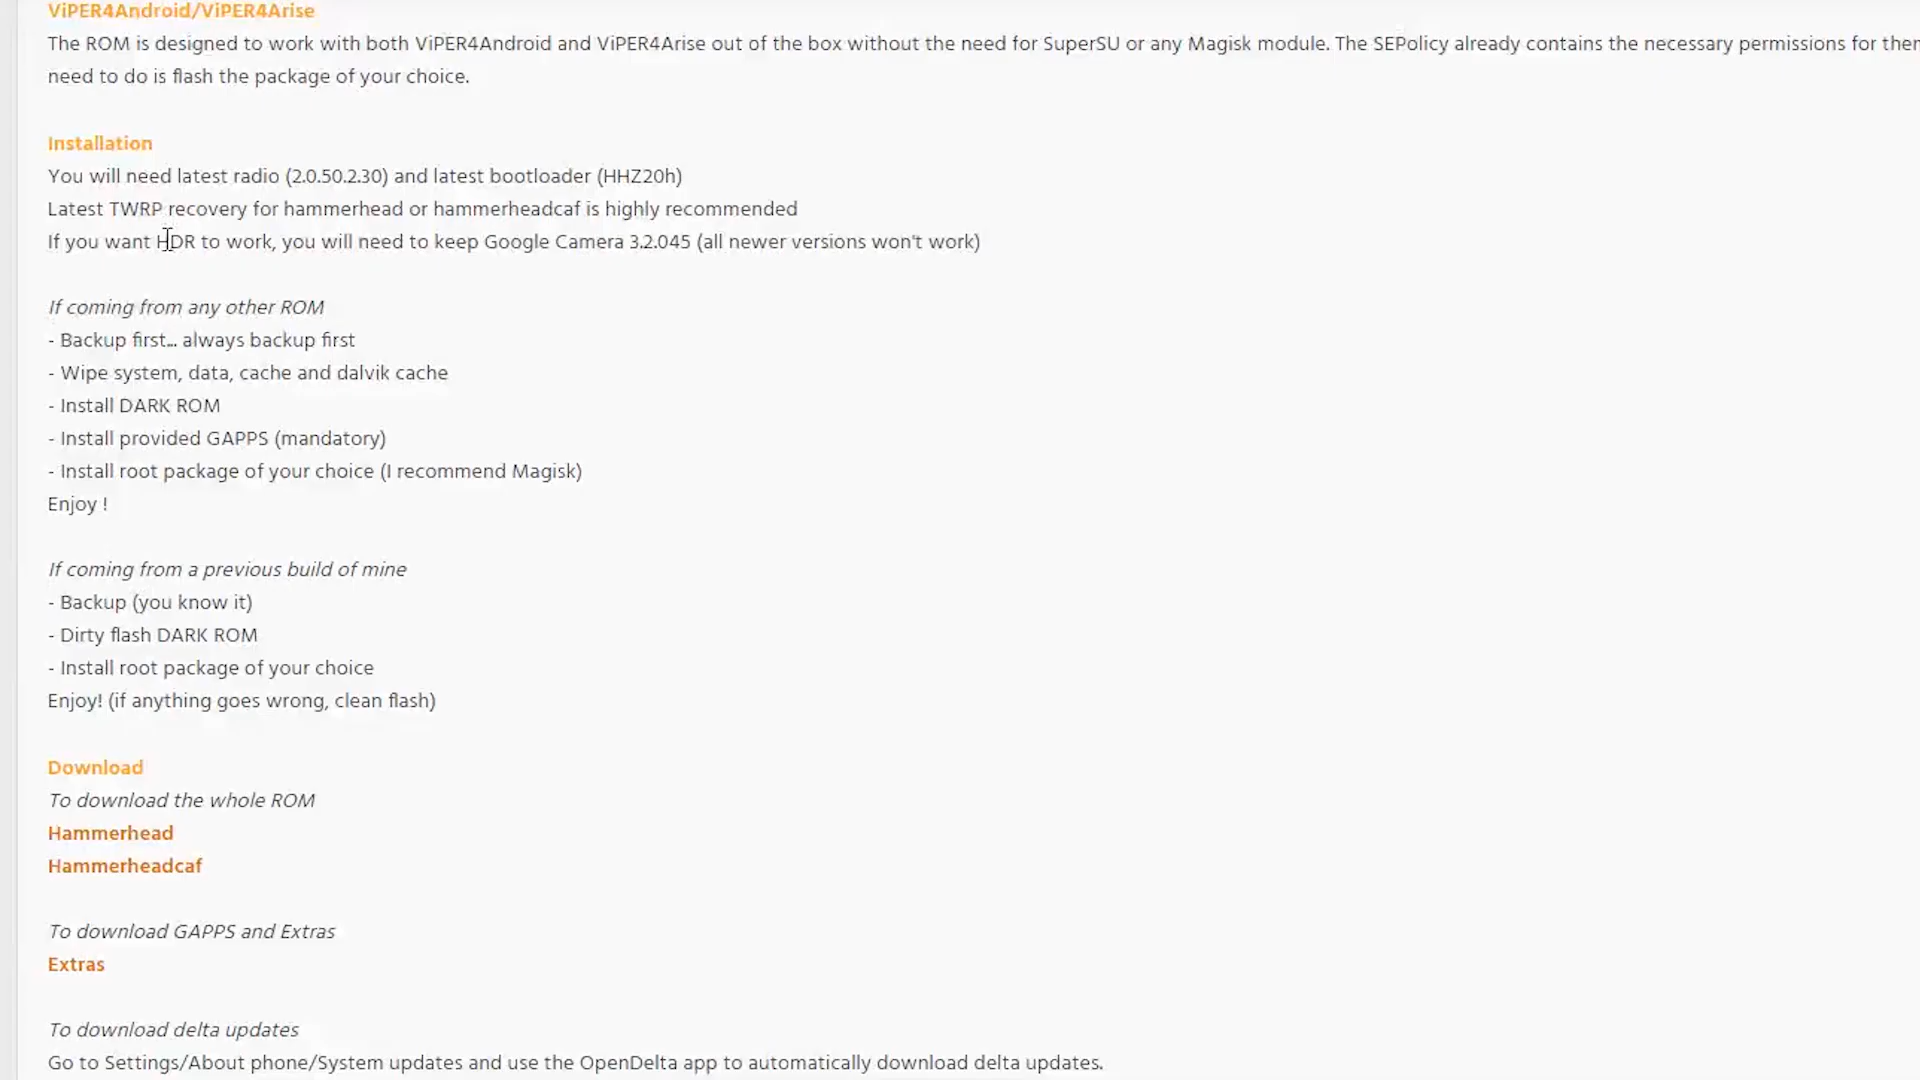 ViPER4Android/ViPER4Arise
The ROM is designed to work with both ViPER4Android and ViPER4Arise out of the box without the need for SuperSU or any Magisk module. The SEPolicy already contains the necessary permissions for
need to do is flash the package of your choice.
Installation
You will need latest radio (2.0.50.2.30) and latest bootloader (HHZ20h)
Latest TWRP recovery for hammerhead or hammerheadcaf is highly recommended
If you want HDR to work, you will need to keep Google Camera 3.2.045 (all newer versions won't work)
If coming from any other ROM
- Backup first... always backup first
- Wipe system, data, cache and dalvik cache
- Install DARK ROM
- Install provided GAPPS (mandatory)
- Install root package of your choice (I recommend Magisk)
Enjoy !
If coming from a previous build of mine
- Backup (you know it)
- Dirty flash DARK ROM
- Install root package of your choice
Enjoy! (if anything goes wrong, clean flash)
Download
To download the whole ROM
Hammerhead
Hammerheadcaf
To download GAPPS and Extras
Extras
To download delta updates
Go to Settings/About phone/System updates and use the OpenDelta app to automatically download delta updates.